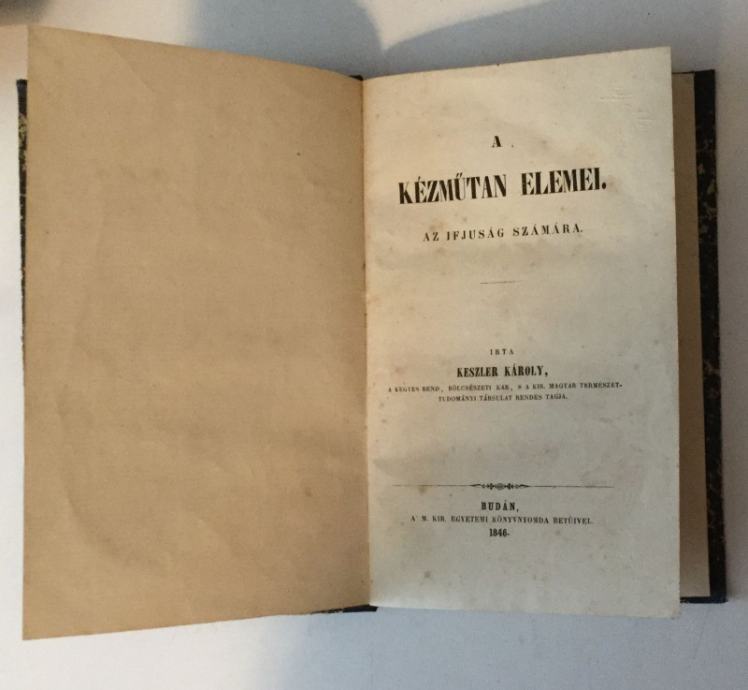 A
KÉZMŰTAN ELEMEI.
AZ IFJUSÁG SZÁMÁRA.
IRTA
KESZLER KÁROLY,
A KEGYES REND, BÖLCSÉSZETI KAR, S A KIR. MAGYAR TERMÉSZET-
TUDOMÁNYI TÁRSULAT RENDES TAGJA.
BUDÁN,
A' M. KIR. EGYETEMI KÖNYVNYOMDA BETŰIVEL.
1846.